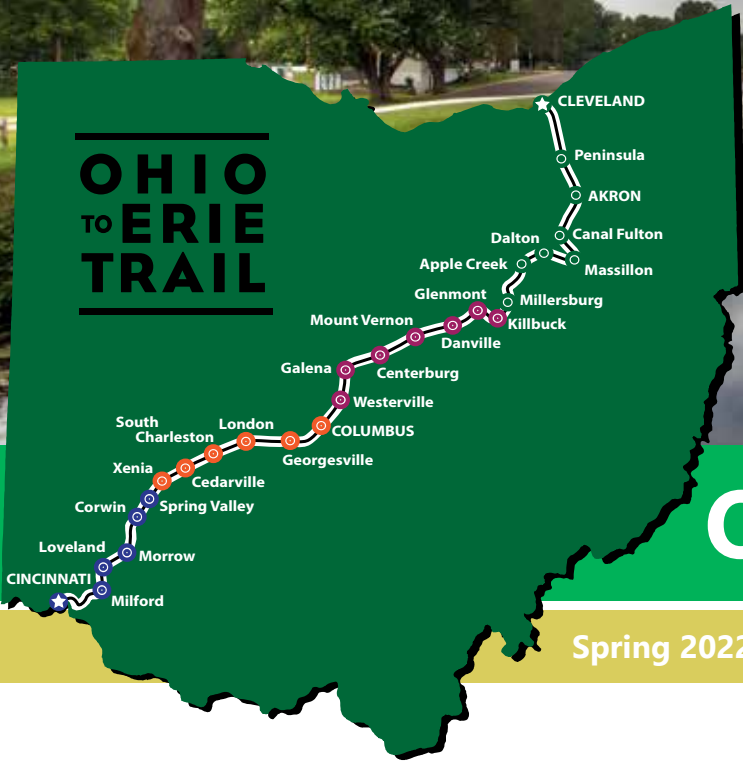 OHIO
TO ERIE
TRAIL
CLEVELAND
Peninsula
AKRON
Canal Fulton
Dalton
Massillon
Apple Creek
Glenmont
Millersburg
Killbuck
Mount Vernon
Danville
Galena
Centerburg
Westerville
South
Charleston
London
COLUMBUS
Georgesville
Xenia
Cedarville
Corwin
Spring Valley
Loveland
Morrow
CINCINNATI
Milford
Spring 2022